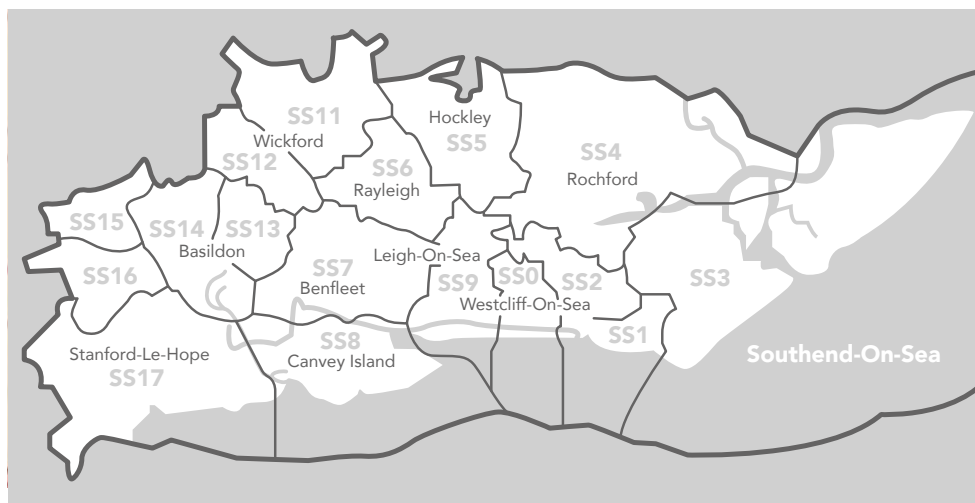 SS11
Wickford
SS12
Hockley
SS5
SS4
Rochford
SS6
Rayleigh
SS15
SS14
SS13
Basildon
SS16
SS7
Benfleet
Leigh-On-Sea
SS9
SS0
SS2
Westcliff-On-Sea
SS3
SS1
SS8
Canvey Island
Stanford-Le-Hope
SS17
Southend-On-Sea